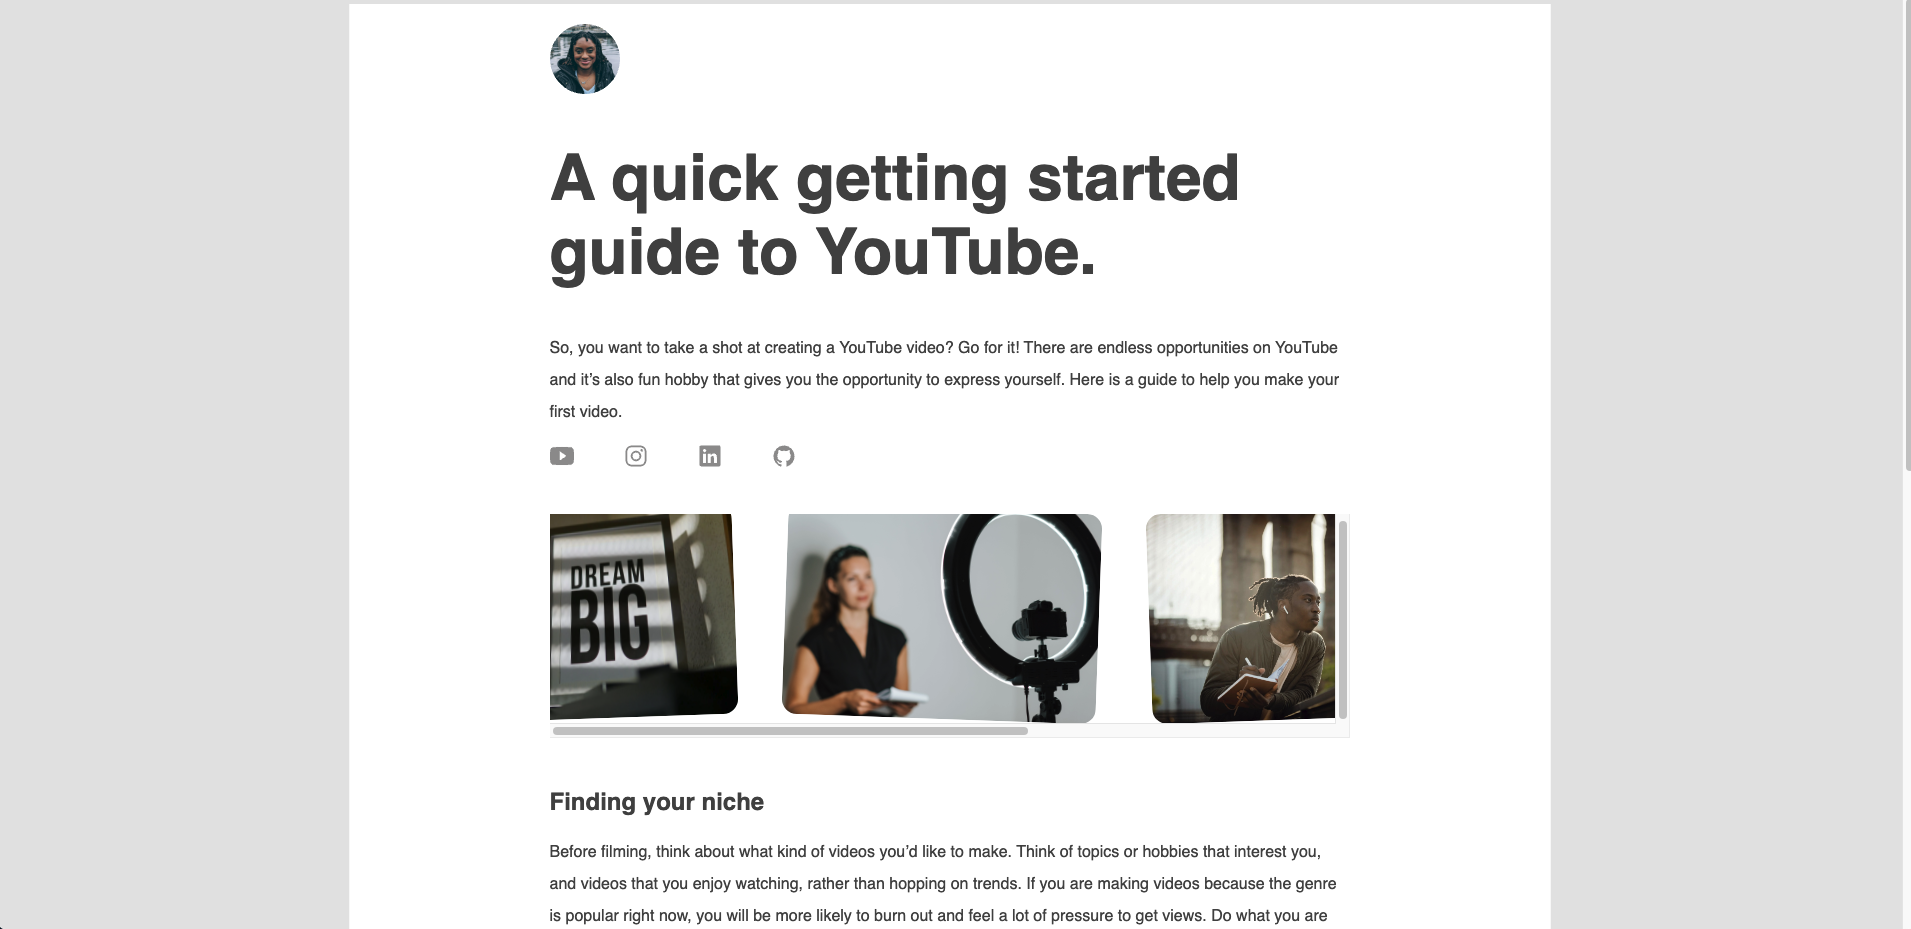 A quick getting started
guide to YouTube.
So, you want to take a shot at creating a YouTube video? Go for it! There are endless opportunities on YouTube
and it’s also fun hobby that gives you the opportunity to express yourself. Here is a guide to help you make your
first video.
in
DREAM
BIG
Finding your niche
Before filming, think about what kind of videos you’d like to make. Think of topics or hobbies that interest you,
and videos that you enjoy watching, rather than hopping on trends. If you are making videos because the genre
is popular right now, you will be more likely to burn out and feel a lot of pressure to get views. Do what you are